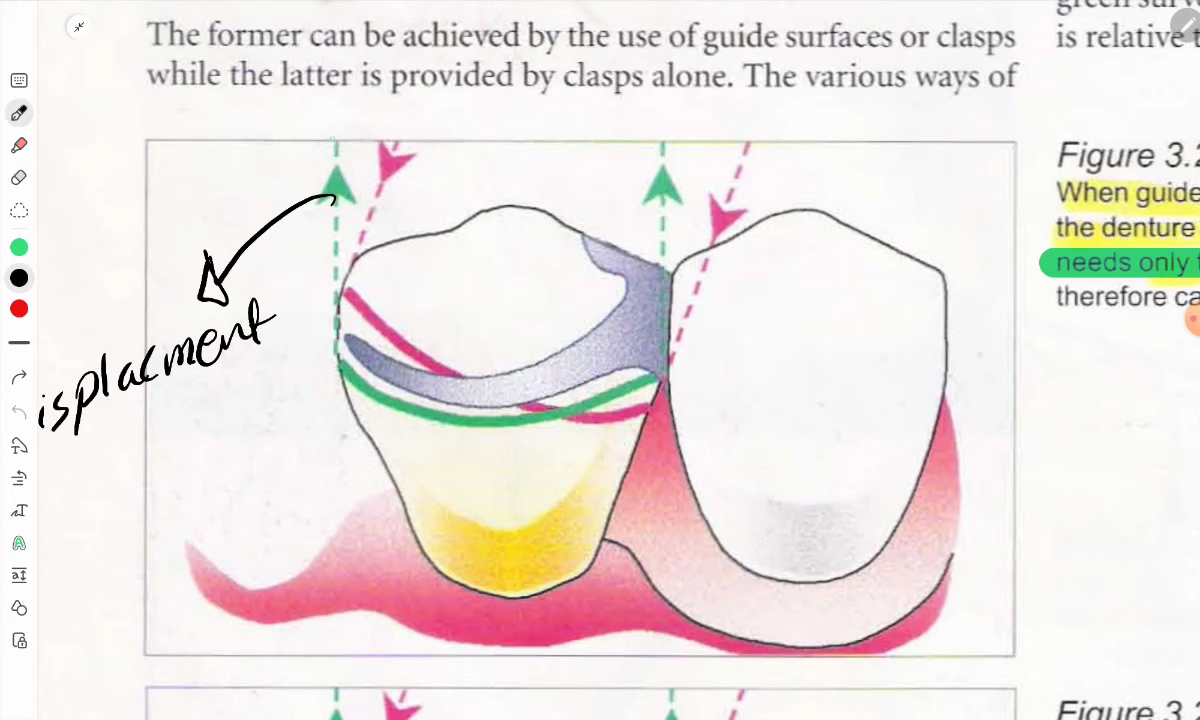 The former can be achieved by the use of guide surfaces or clasps
while the latter is provided by clasps alone. The various ways of
is relative
Figure 3.2
When guide
the denture
needs only
therefore ca
isplacment
Figure 3.